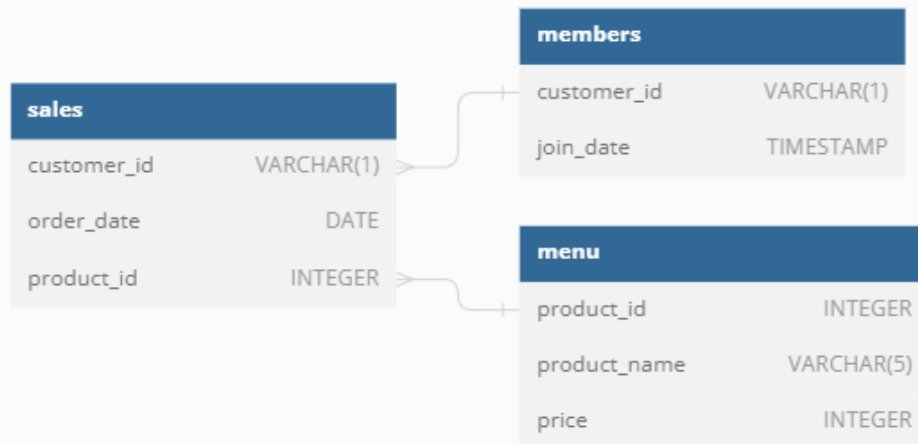 sales
customer_id VARCHAR(1)
order_date DATE
product_id INTEGER
members
customer_id VARCHAR(1)
join_date TIMESTAMP
menu
product_id INTEGER
product_name VARCHAR(5)
price INTEGER